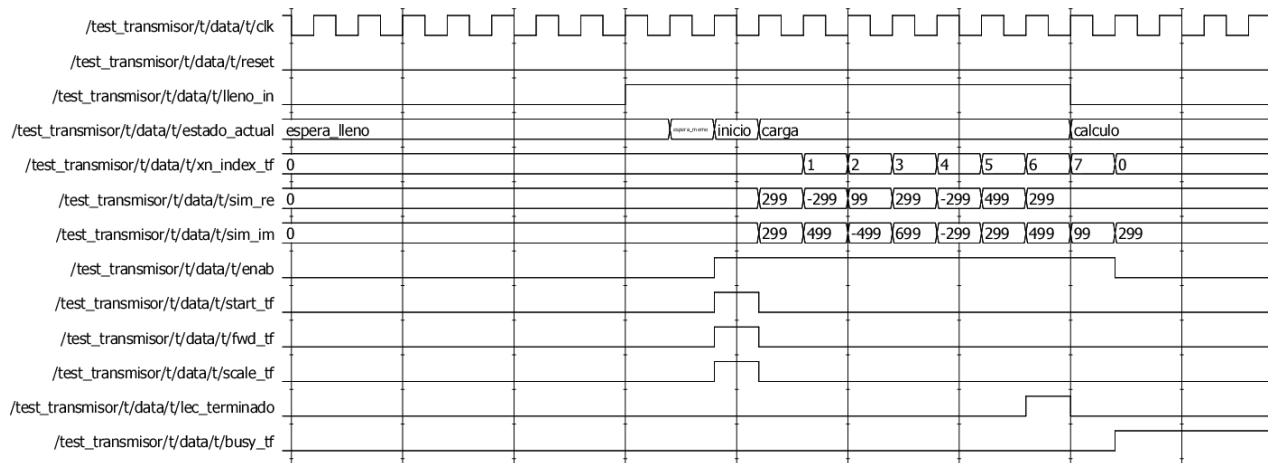 /test_transmisor/t/data/t/clk
/test_transmisor/t/data/t/reset
/test_transmisor/t/data/t/lleno_in
/test_transmisor/t/data/t/estado_actual espera_lleno inicio carga calculo
/test_transmisor/t/data/t/xn_index_tf 0 1 2 3 4 5 6 7 0
/test_transmisor/t/data/t/sim_re 0 299 -299 99 299 -299 499 299
/test_transmisor/t/data/t/sim_im 0 299 499 -499 699 -299 299 499 99 299
/test_transmisor/t/data/t/enab
/test_transmisor/t/data/t/start_tf
/test_transmisor/t/data/t/fwd_tf
/test_transmisor/t/data/t/scale_tf
/test_transmisor/t/data/t/lec_terminado
/test_transmisor/t/data/t/busy_tf